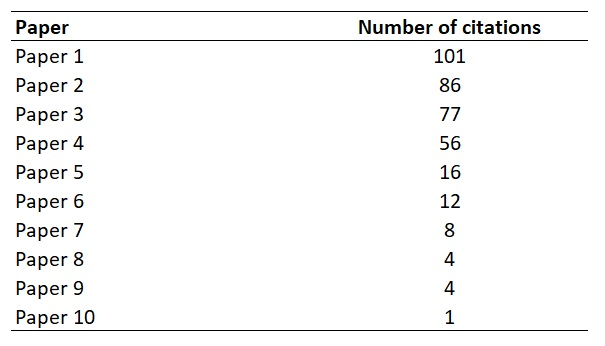 Paper Number of citations
Paper 1 101
Paper 2 86
Paper 3 77
Paper 4 56
Paper 5 16
Paper 6 12
Paper 7 8
Paper 8 4
Paper 9 4
Paper 10 1